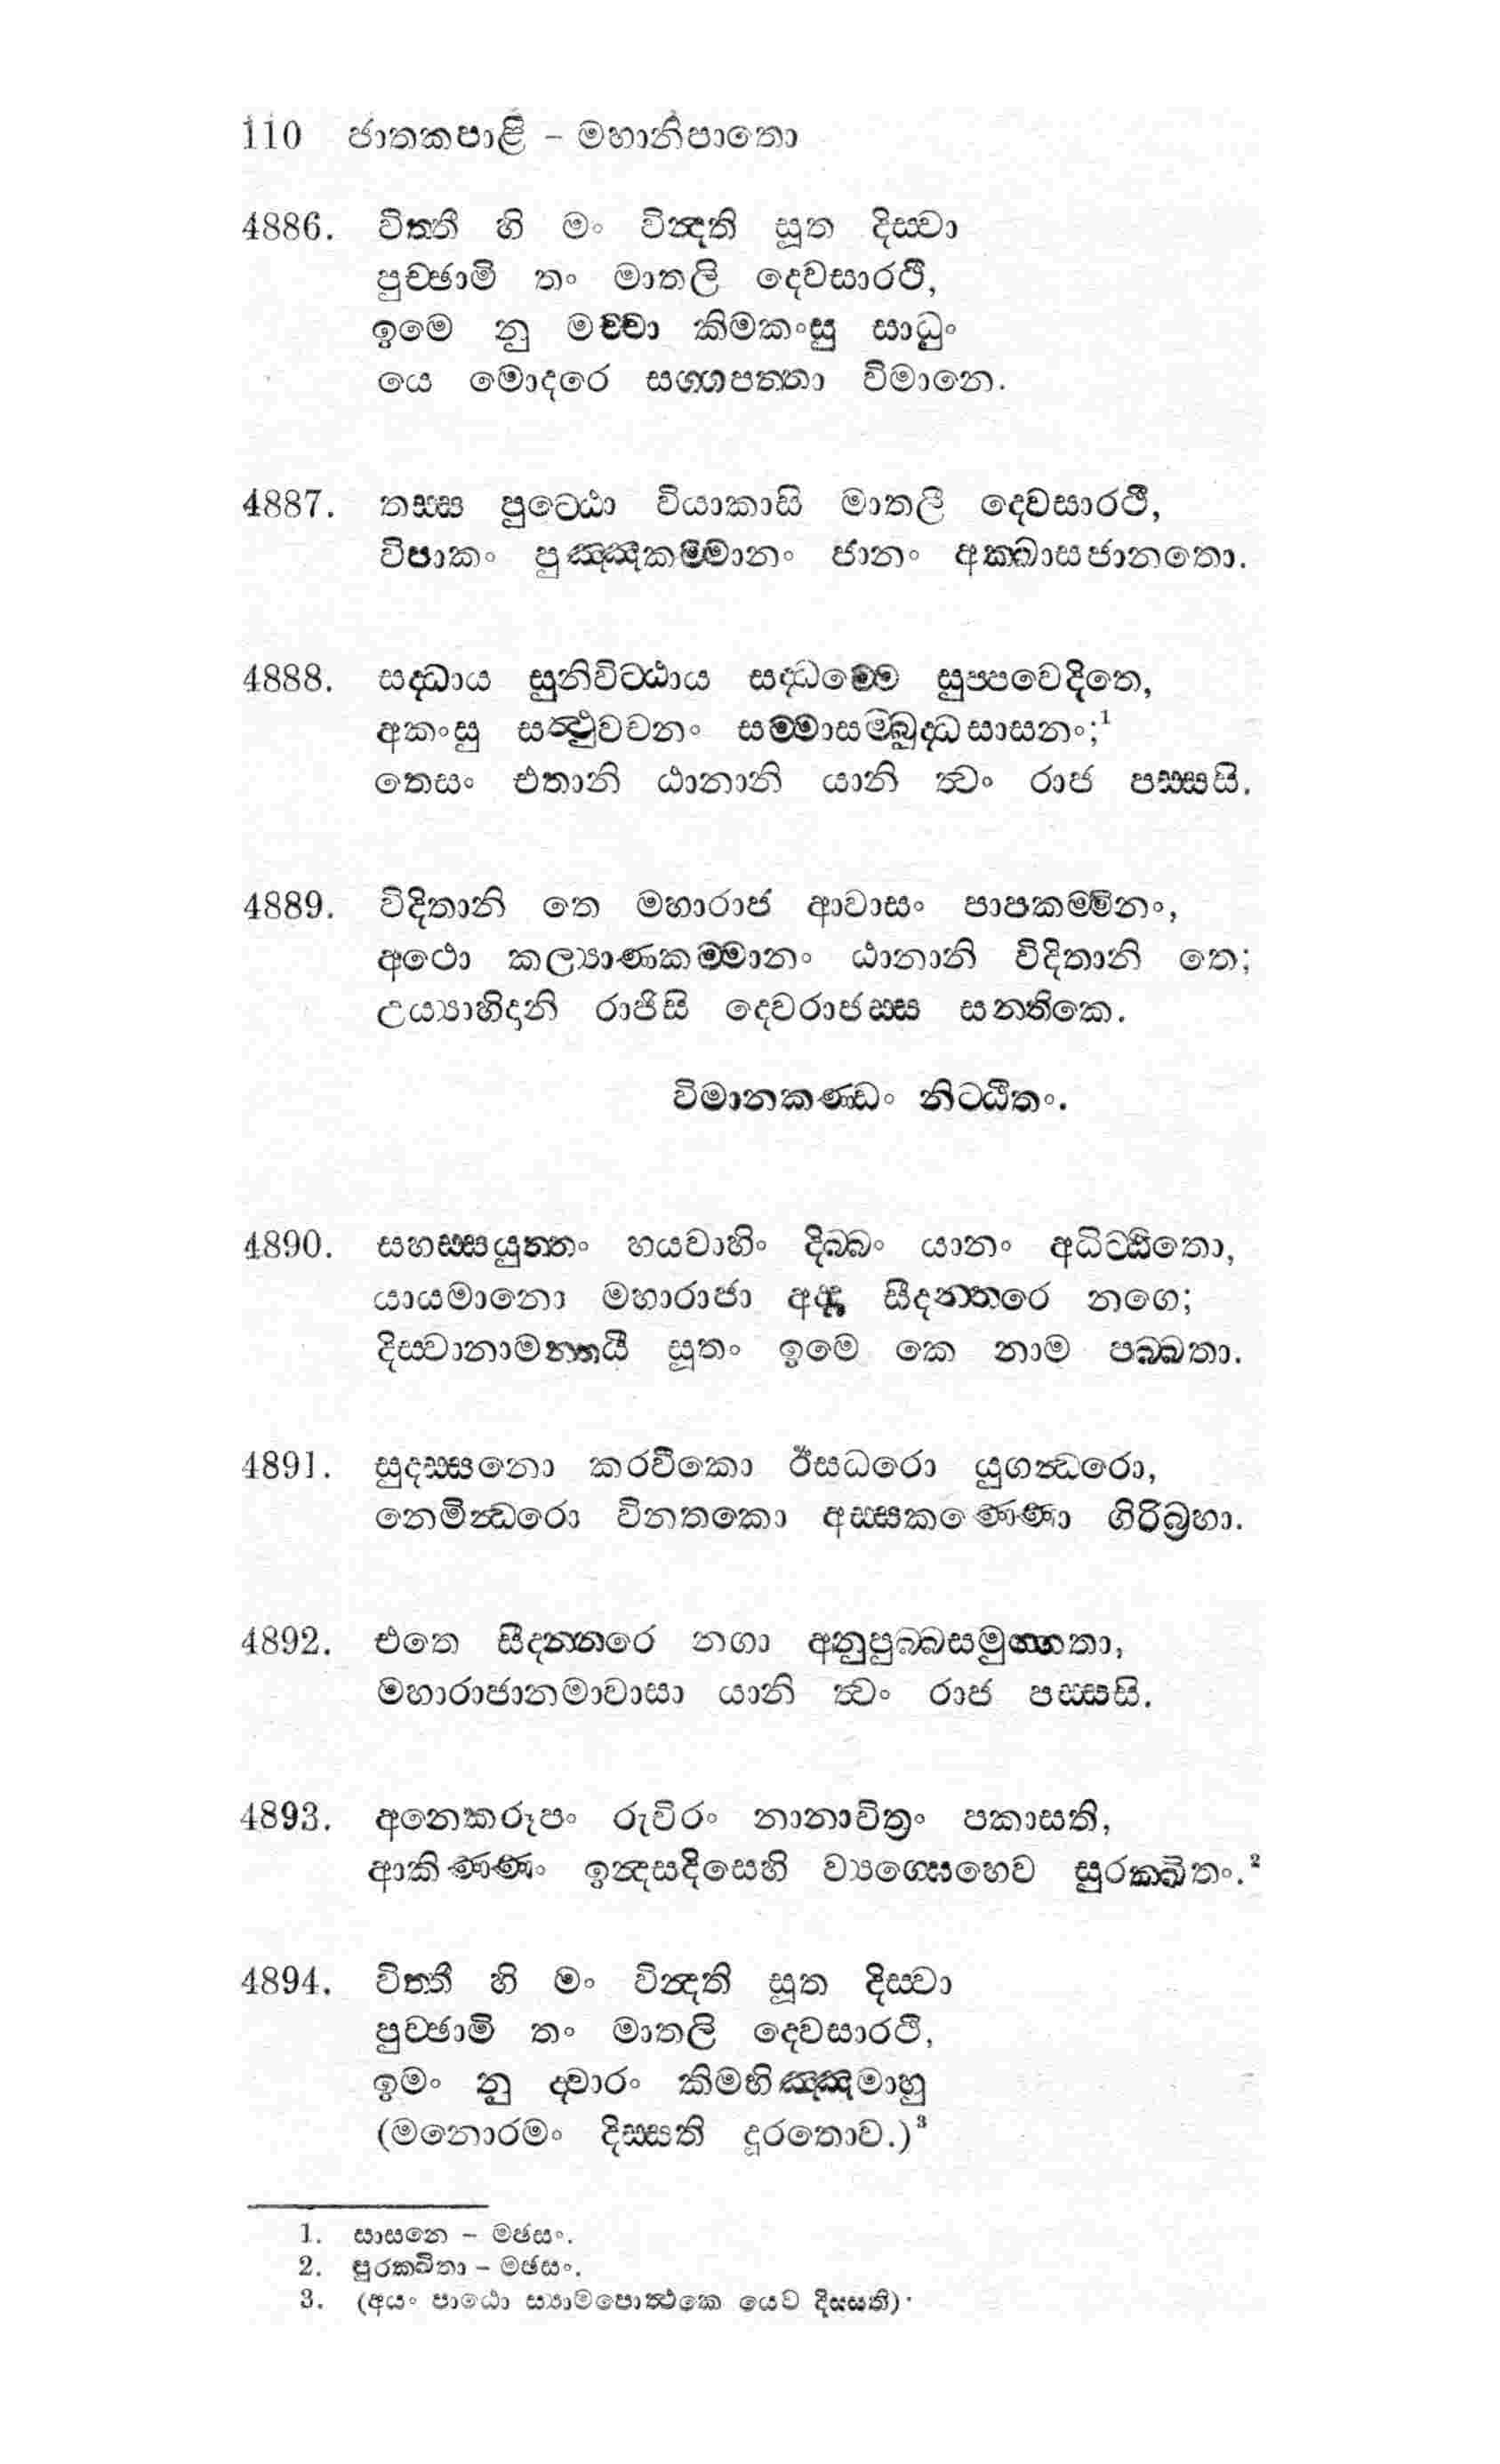 110 ජාතකපාළි - මහානිපාතො
4886. විත්තී හි මං වින්දති සූත දිස්වා
පුච්ඡාමි තං මාතලි දෙවසාරථි,
ඉමෙ නු මච්චා කිමකංසු සාධුං
යෙ මොදරෙ සග්ගපත්තා විමානෙ.
4887. තස්ස පුට්ඨො වියාකාසි මාතලි දෙවසාරථි,
විපාකං පුඤ්ඤකම්මානං ජානං අක්ඛාසජානතො.
4888. සද්ධාය සුනිවිට්ඨාය සද්ධම්මෙ සුප්පවෙදිතෙ,
අකංසු සත්ථුවචනං සම්මාසම්බුද්ධසාසනං;1
තෙසං එතානි ඨානානි යානි ත්වං රාජ පස්සසි.
4889. විදිතානි තෙ මහාරාජ ආවාසං පාපකම්මිනං,
අථො කල්‍යාණකම්මානං ඨානානි විදිතානි තෙ;
උය්‍යාහිදානි රාජිසි දෙවරාජස්ස සන්තිකෙ.
විමානකණ්ඩං නිට්ඨිතං.
4890. සහස්සයුත්තං හයවාහිං දිබ්බං යානං අධිට්ඨිතො,
යායමානො මහාරාජා අද්දා සීදන්තරෙ නගෙ;
දිස්වානාමන්තයී සූතං ඉමෙ කෙ නාම පබ්බතා.
4891. සුදස්සනො කරවීකො ඊසධරො යුගන්ධරො,
නෙමින්ධරො විනතකො අස්සකණ්ණො ගිරිබ්‍රහා.
4892. එතෙ සීදන්තරෙ නගා අනුපුබ්බසමුග්ගතා,
මහාරාජානමාවාසා යානි ත්වං රාජ පස්සසි.
4893. අනෙකරූපං රුචිරං නානාචිත්‍රං පකාසති,
ආකිණ්ණං ඉන්දසදිසෙහි ව්‍යග්ඝෙහෙව සුරක්ඛිතං.2
4894. විත්තී හි මං වින්දති සූත දිස්වා
පුච්ඡාමි තං මාතලි දෙවසාරථි,
ඉමං නු ද්වාරං කිමභිඤ්ඤමාහු
(මනොරමං දිස්සති දූරතොව.)3
1. සාසනෙ - මඡසං.
2. පුරක්ඛිතා - මඡසං.
3. (අයං පාඨො ස්‍යාමපොත්ථකෙ යෙව දිස්සති).